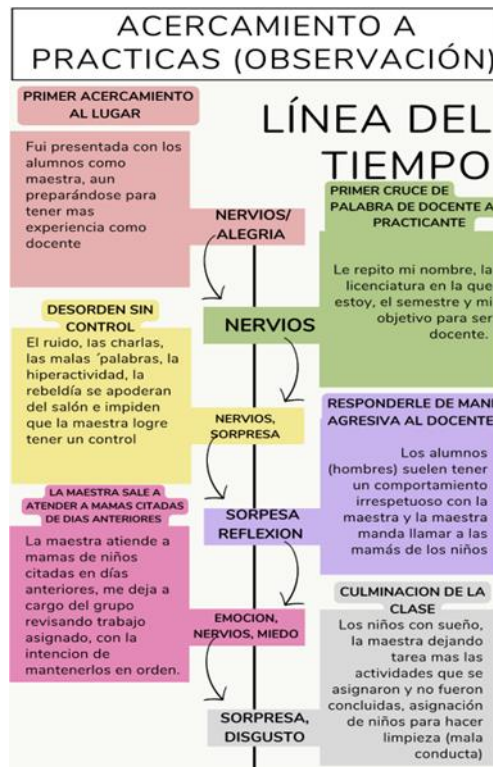 ACERCAMIENTO A
PRACTICAS (OBSERVACIÓN)
LÍNEA DEL
TIEMPO
PRIMER ACERCAMIENTO
AL LUGAR
Fui presentada con los
alumnos como
maestra, aun
preparándose para
tener mas
experiencia como
docente
NERVIOS/
ALEGRIA
PRIMER CRUCE DE
PALABRA DE DOCENTE A
PRACTICANTE
Le repito mi nombre, la
licenciatura en la que
estoy, el semestre y mi
objetivo para ser
docente.
NERVIOS
DESORDEN SIN
CONTROL
El ruido, las charlas,
las malas ´palabras, la
hiperactividad, la
rebeldía se apoderan
del salón e impiden
que la maestra logre
tener un control
NERVIOS,
SORPRESA
RESPONDERLE DE MANE
AGRESIVA AL DOCENTE
Los alumnos
(hombres) suelen tener
un comportamiento
irrespetuoso con la
maestra y la maestra
manda llamar a las
mamás de los niños
SORPESA
REFLEXION
LA MAESTRA SALE A
ATENDER A MAMAS CITADAS
DE DIAS ANTERIORES
La maestra atiende a
mamas de niños
citadas en días
anteriores, me deja a
cargo del grupo
revisando trabajo
asignado, con la
intencion de
mantenerlos en orden.
EMOCION,
NERVIOS, MIEDO
CULMINACION DE LA
CLASE
Los niños con sueño,
la maestra dejando
tarea mas las
actividades que se
asignaron y no fueron
concluidas, asignación
de niños para hacer
limpieza (mala
conducta)
SORPRESA,
DISGUSTO